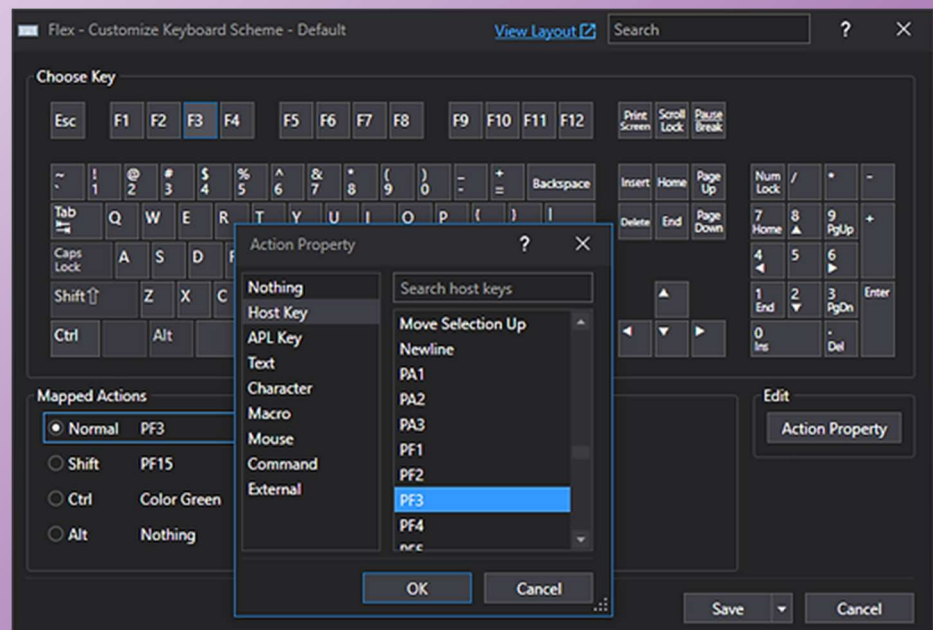 Flex - Customize Keyboard Scheme - Default View Layout Search ? ×
Choose Key
Esc F1 F2 F3 F4 F5 F6 F7 F8 F9 F10 F11 F12 Print Screen Scroll Lock Pause Break
~ ` ! 1 @ 2 # 3 $ 4 % 5 ^ 6 & 7 * 8 ( 9 ) 0 _ - + = Backspace Insert Home Page Up Num Lock / * -
Tab Q W E R T Y U I O P { } | Delete End Page Down 7 Home 8 ▲ 9 PgUp +
Caps Lock A S D F 4 ◀ 5 6 ▶
Shift Z X C ▲ 1 End 2 ▼ 3 PgDn Enter
Ctrl Alt ◀ ▼ ▶ 0 Ins . Del
Action Property ? ×
Nothing
Host Key
APL Key
Text
Character
Macro
Mouse
Command
External
Search host keys
Move Selection Up
Newline
PA1
PA2
PA3
PF1
PF2
PF3
PF4
PF5
OK Cancel
Mapped Actions
Normal PF3
Shift PF15
Ctrl Color Green
Alt Nothing
Edit
Action Property
Save Cancel